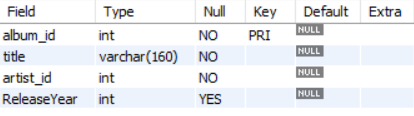 Field Type Null Key Default Extra
album_id int NO PRI NULL
title varchar(160) NO NULL
artist_id int NO NULL
ReleaseYear int YES NULL